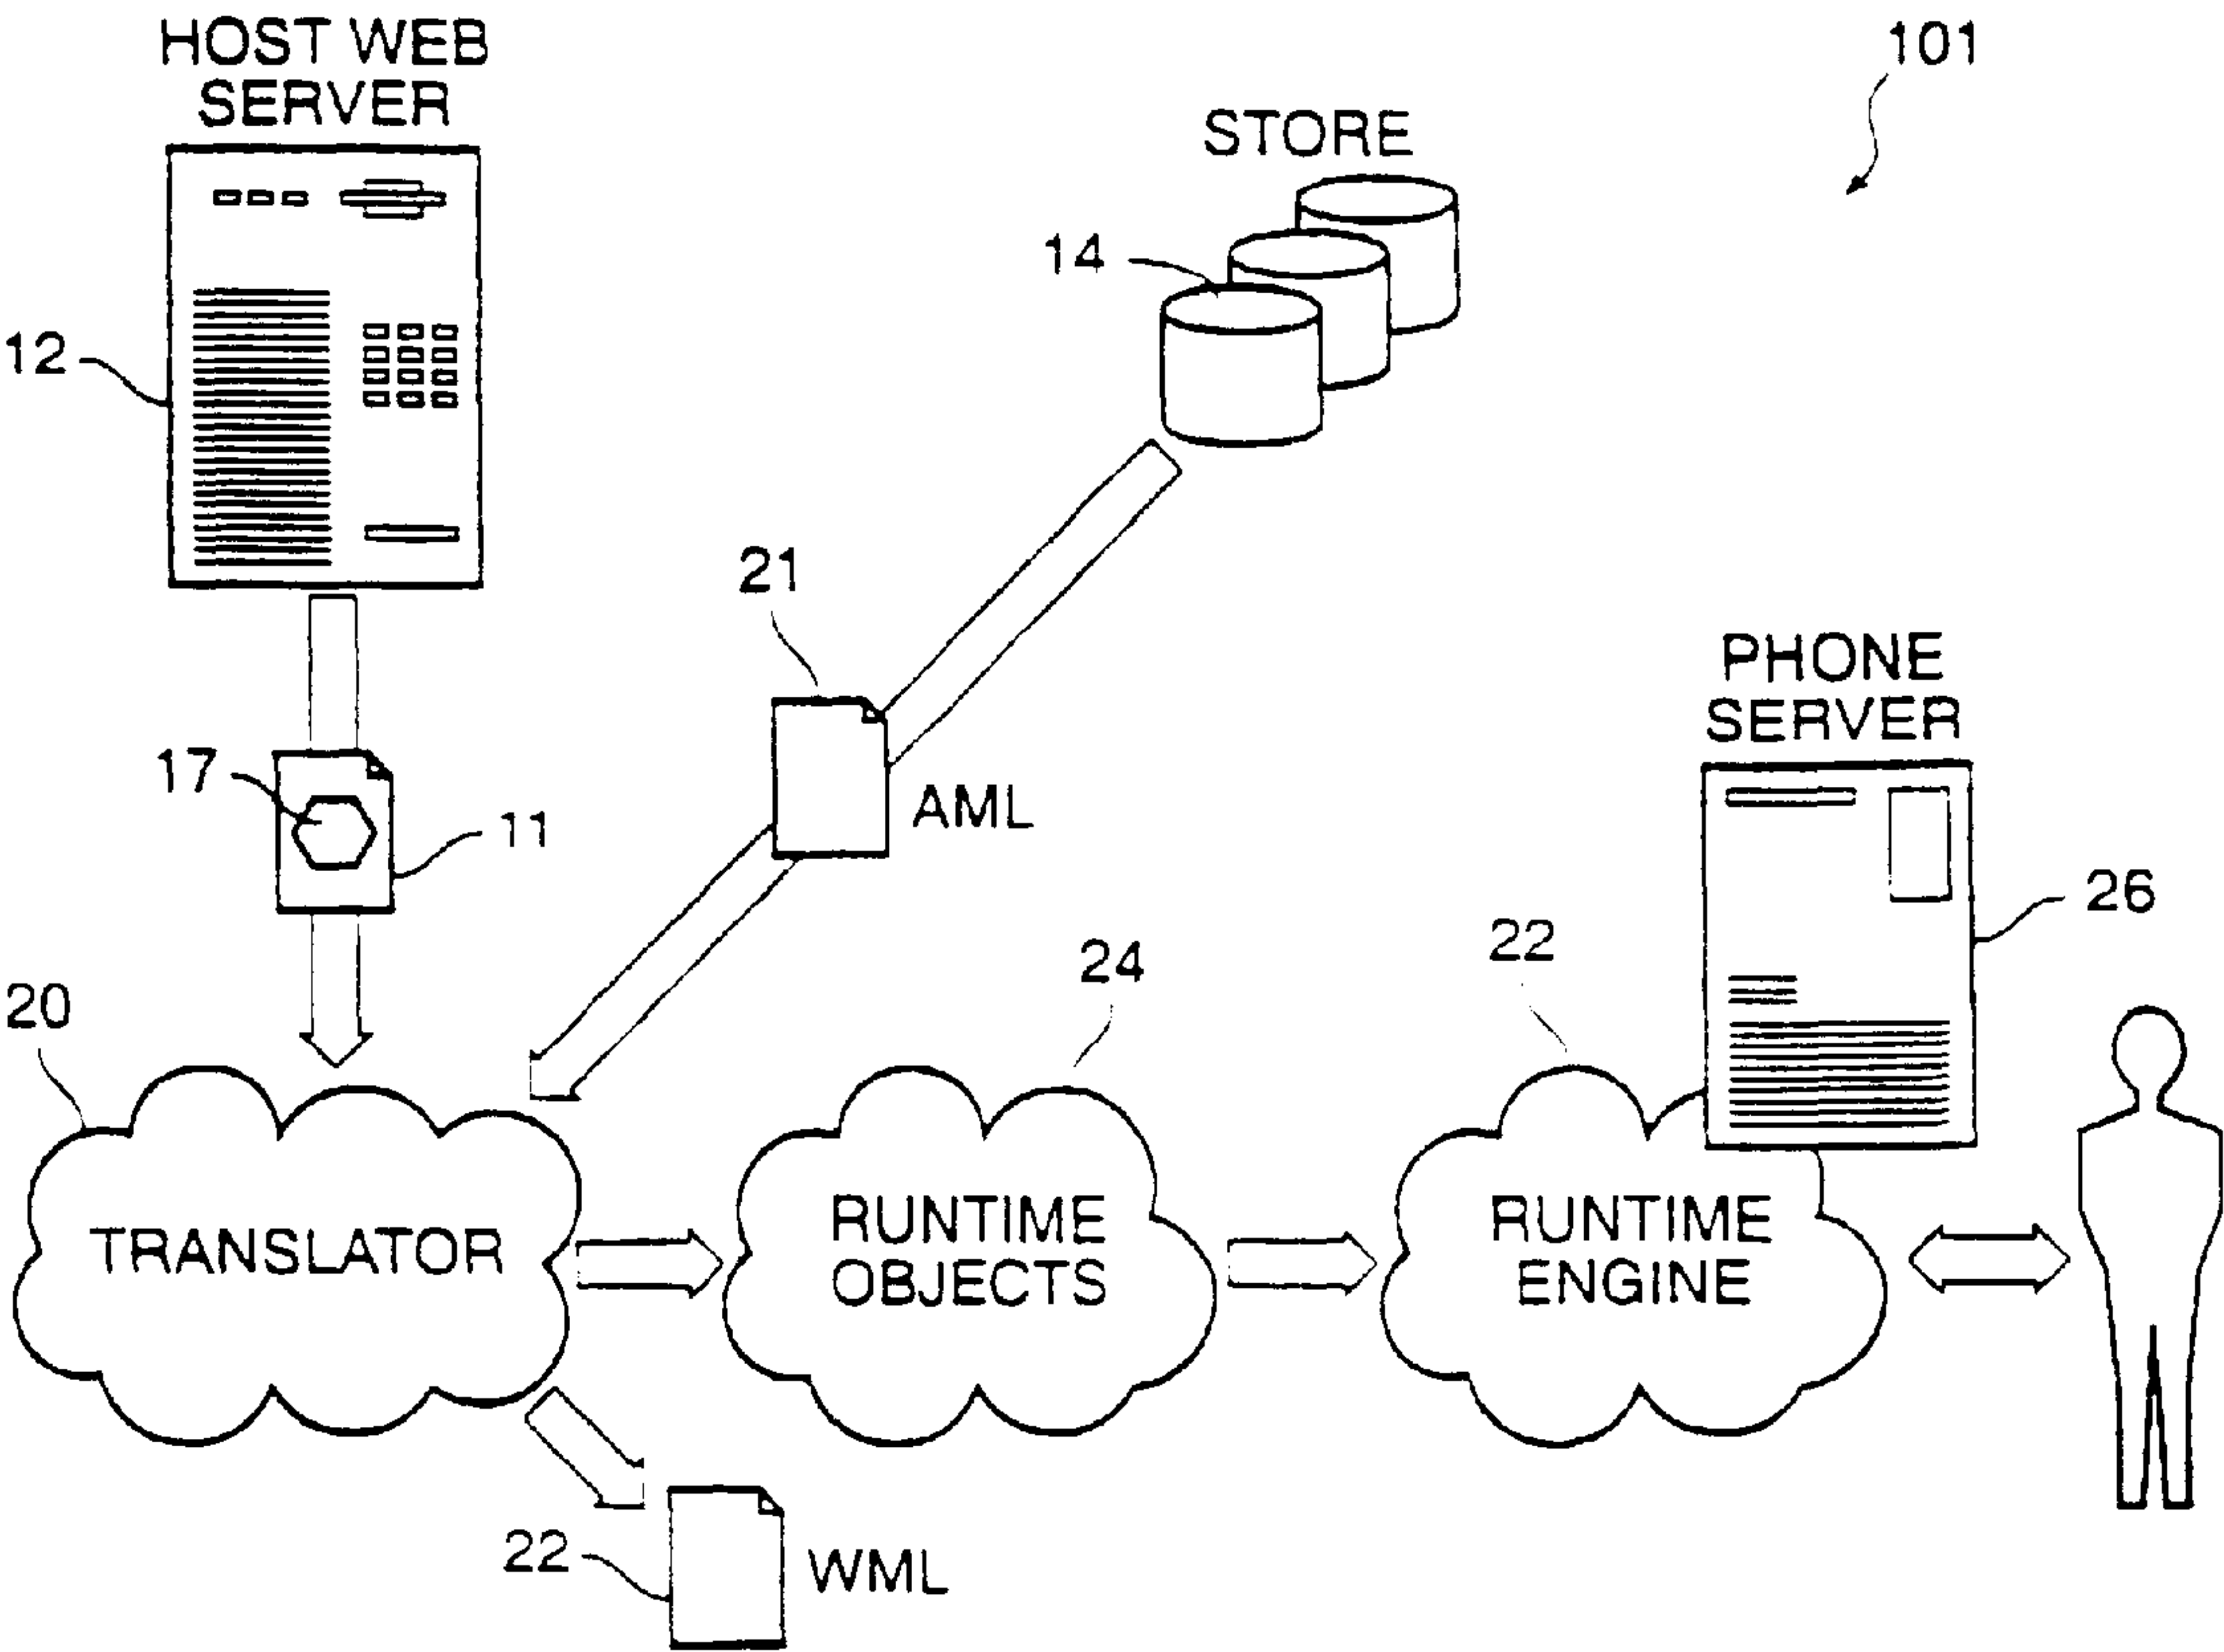 HOST WEB
SERVER
101
STORE
14
12
21
PHONE
SERVER
17
11
AML
26
22
24
20
TRANSLATOR
RUNTIME
OBJECTS
RUNTIME
ENGINE
22
WML